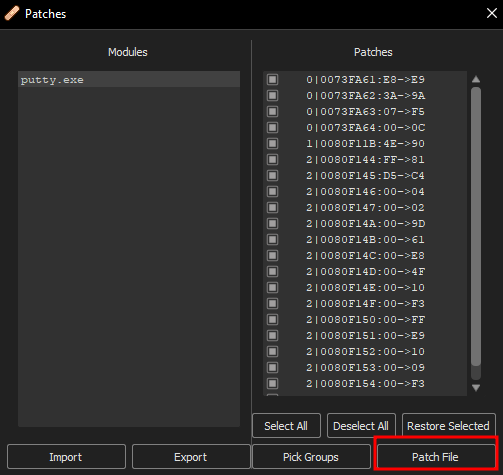 Patches
Modules
Patches
putty.exe
0|0073FA61:E8->E9
0|0073FA62:3A->9A
0|0073FA63:07->F5
0|0073FA64:00->0C
1|0080F11B:4E->90
2|0080F144:FF->81
2|0080F145:D5->C4
2|0080F146:00->04
2|0080F147:00->02
2|0080F14A:00->9D
2|0080F14B:00->61
2|0080F14C:00->E8
2|0080F14D:00->4F
2|0080F14E:00->10
2|0080F14F:00->F3
2|0080F150:00->FF
2|0080F151:00->E9
2|0080F152:00->10
2|0080F153:00->09
2|0080F154:00->F3
Select All
Deselect All
Restore Selected
Import
Export
Pick Groups
Patch File